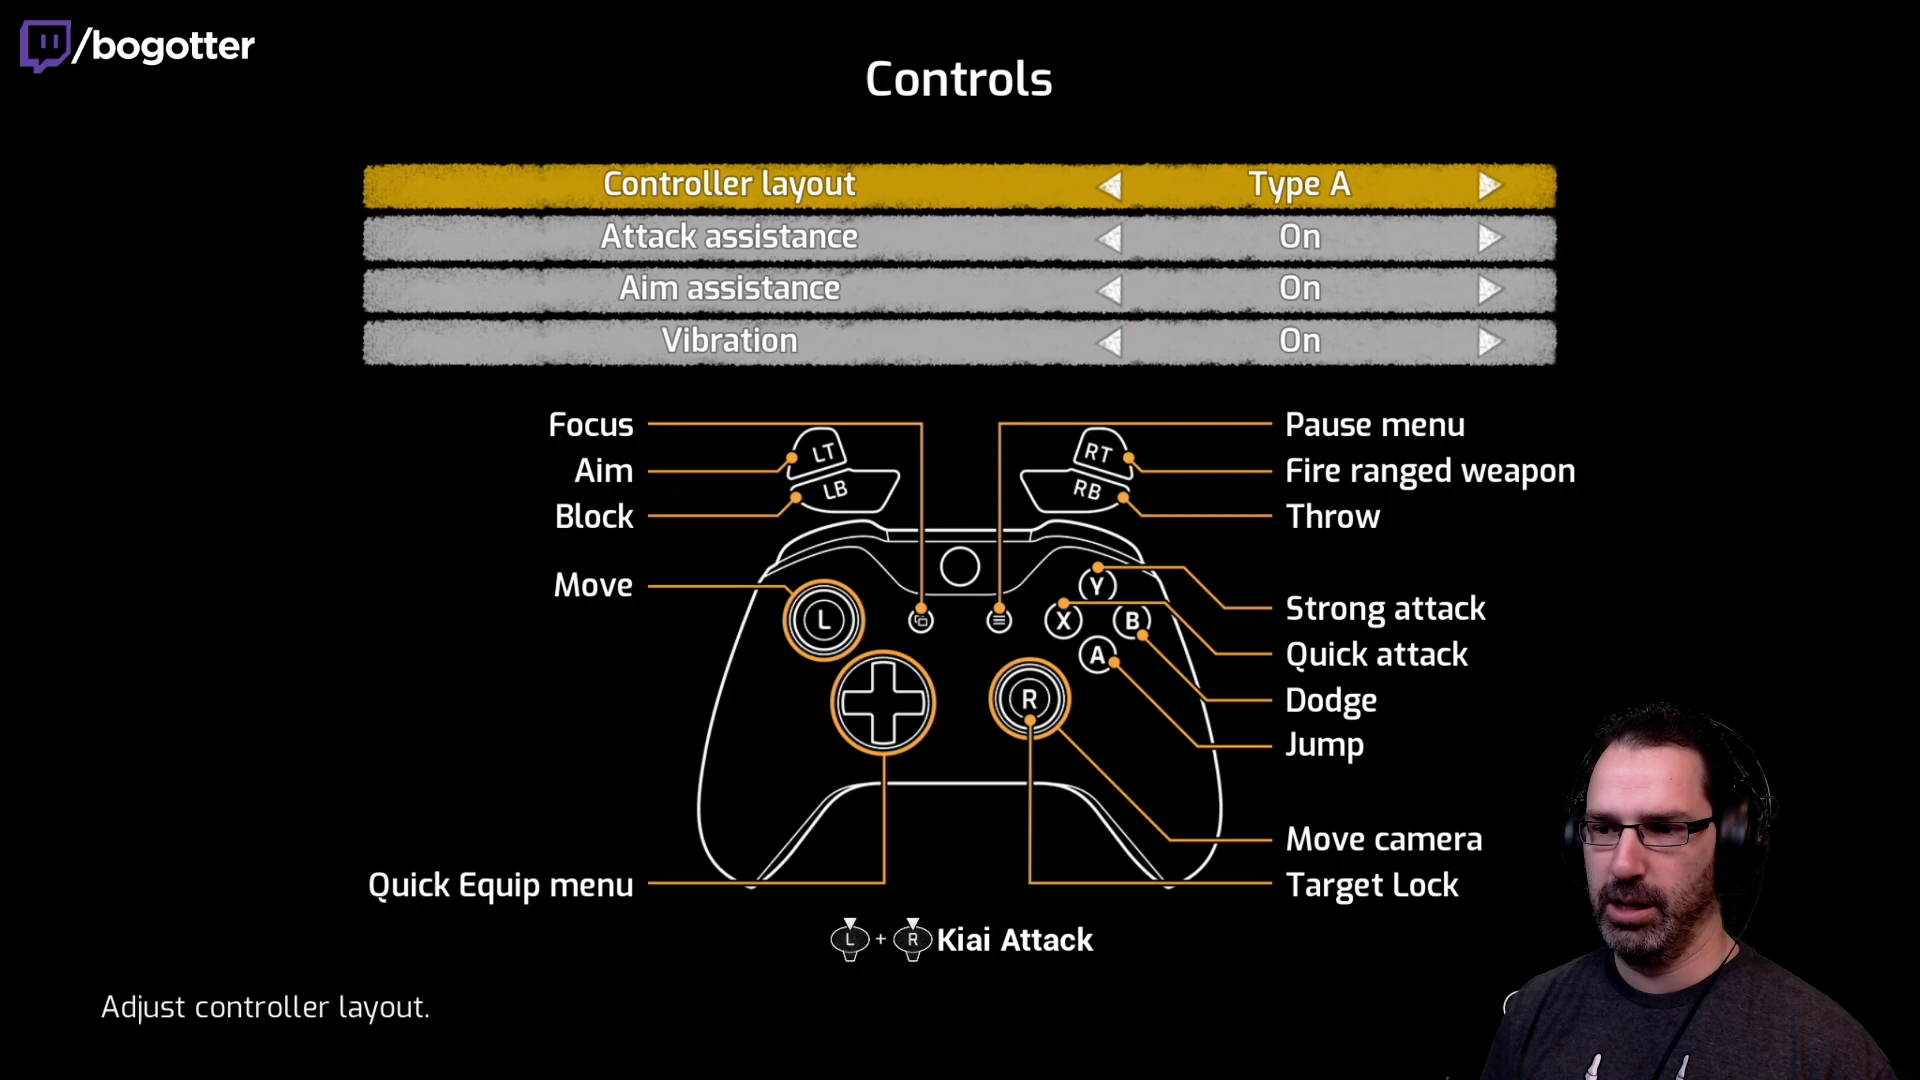 /bogotter
Controls
Controller layout Type A
Attack assistance On
Aim assistance On
Vibration On
Focus
Aim
Block
Move
Quick Equip menu
LT
LB
RT
RB
L
R
Y
X
B
A
Pause menu
Fire ranged weapon
Throw
Strong attack
Quick attack
Dodge
Jump
Move camera
Target Lock
L + R Kiai Attack
Adjust controller layout.